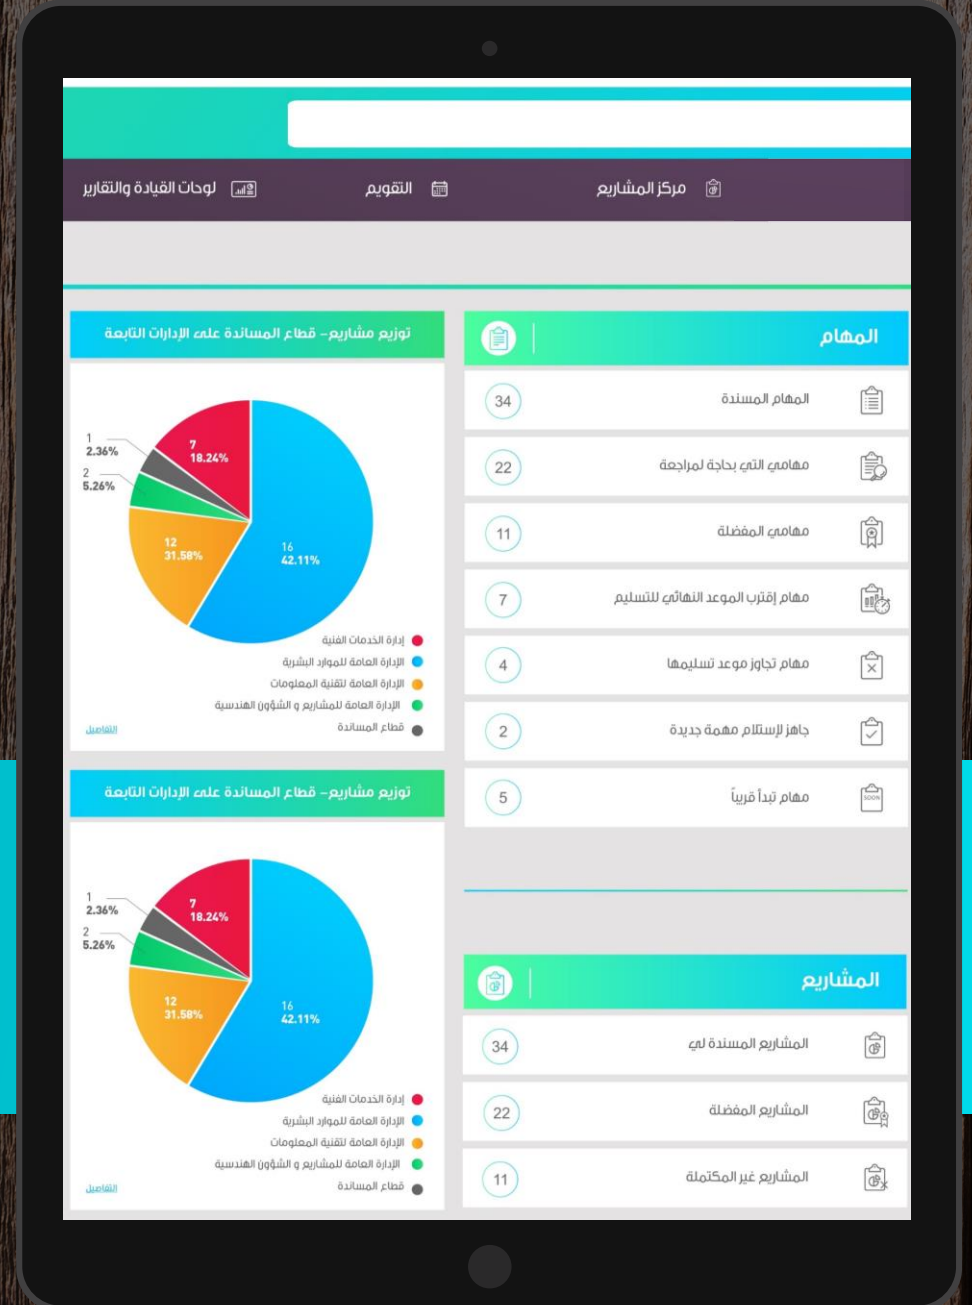 مركز المشاريع
التقويم
لوحات القيادة والتقارير
المهام
المهام المسندة
34
مهامي التي بحاجة لمراجعة
22
مهامي المفضلة
11
مهام إقترب الموعد النهائي للتسليم
7
مهام تجاوز موعد تسليمها
4
جاهز لإستلام مهمة جديدة
2
مهام تبدأ قريباً
5
SOON
المشاريع
المشاريع المسندة لي
34
المشاريع المفضلة
22
المشاريع غير المكتملة
11
توزيع مشاريع- قطاع المساندة على الإدارات التابعة
7
18.24%
1
2.36%
2
5.26%
12
31.58%
16
42.11%
إدارة الخدمات الفنية
الإدارة العامة للموارد البشرية
الإدارة العامة لتقنية المعلومات
الإدارة العامة للمشاريع و الشؤون الهندسية
قطاع المساندة
التفاصيل
توزيع مشاريع- قطاع المساندة على الإدارات التابعة
7
18.24%
1
2.36%
2
5.26%
12
31.58%
16
42.11%
إدارة الخدمات الفنية
الإدارة العامة للموارد البشرية
الإدارة العامة لتقنية المعلومات
الإدارة العامة للمشاريع و الشؤون الهندسية
قطاع المساندة
التفاصيل